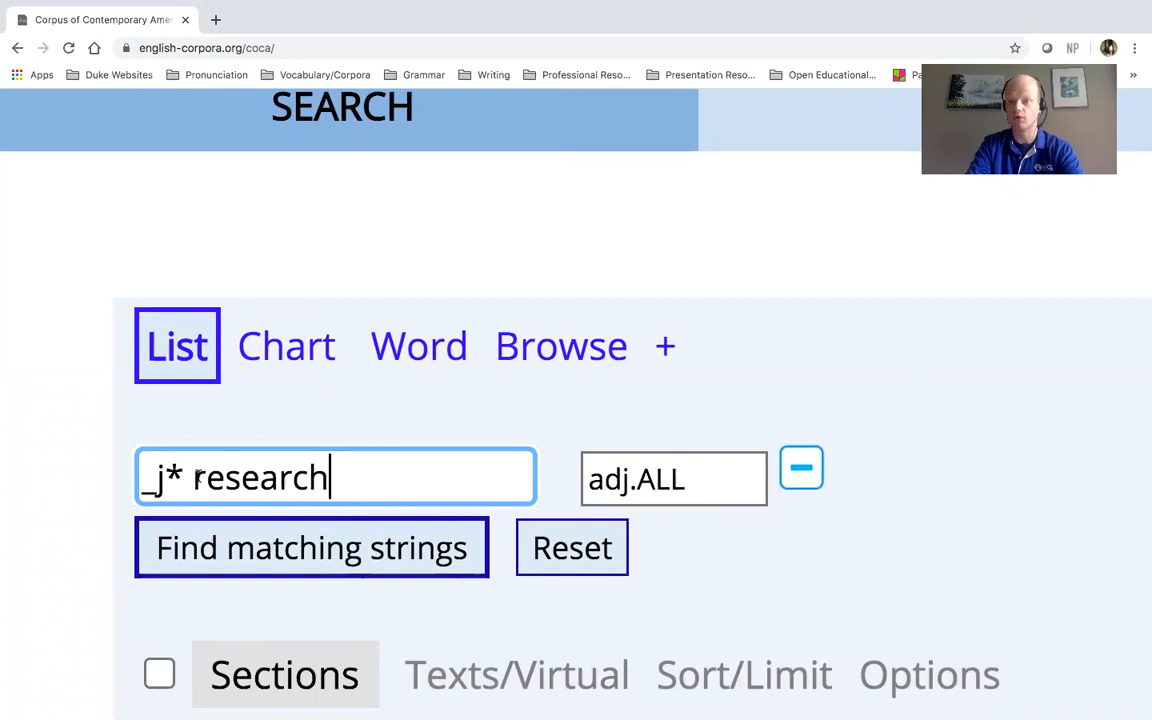 Corpus of Contemporary Ame
english-corpora.org/coca/
NP
Apps Duke Websites Pronunciation Vocabulary/Corpora Grammar Writing Professional Reso... Presentation Reso... Open Educational... »
SEARCH
List Chart Word Browse +
_j* research adj.ALL
Find matching strings Reset
Sections Texts/Virtual Sort/Limit Options